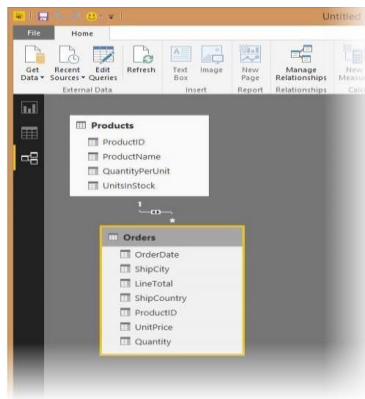 Untitled
File Home
Get Data Recent Sources Edit Queries Refresh Text Box Image New Page Manage Relationships New
External Data Insert Report Relationships
Products
ProductID
ProductName
QuantityPerUnit
UnitsInStock
1
*
Orders
OrderDate
ShipCity
LineTotal
ShipCountry
ProductID
UnitPrice
Quantity